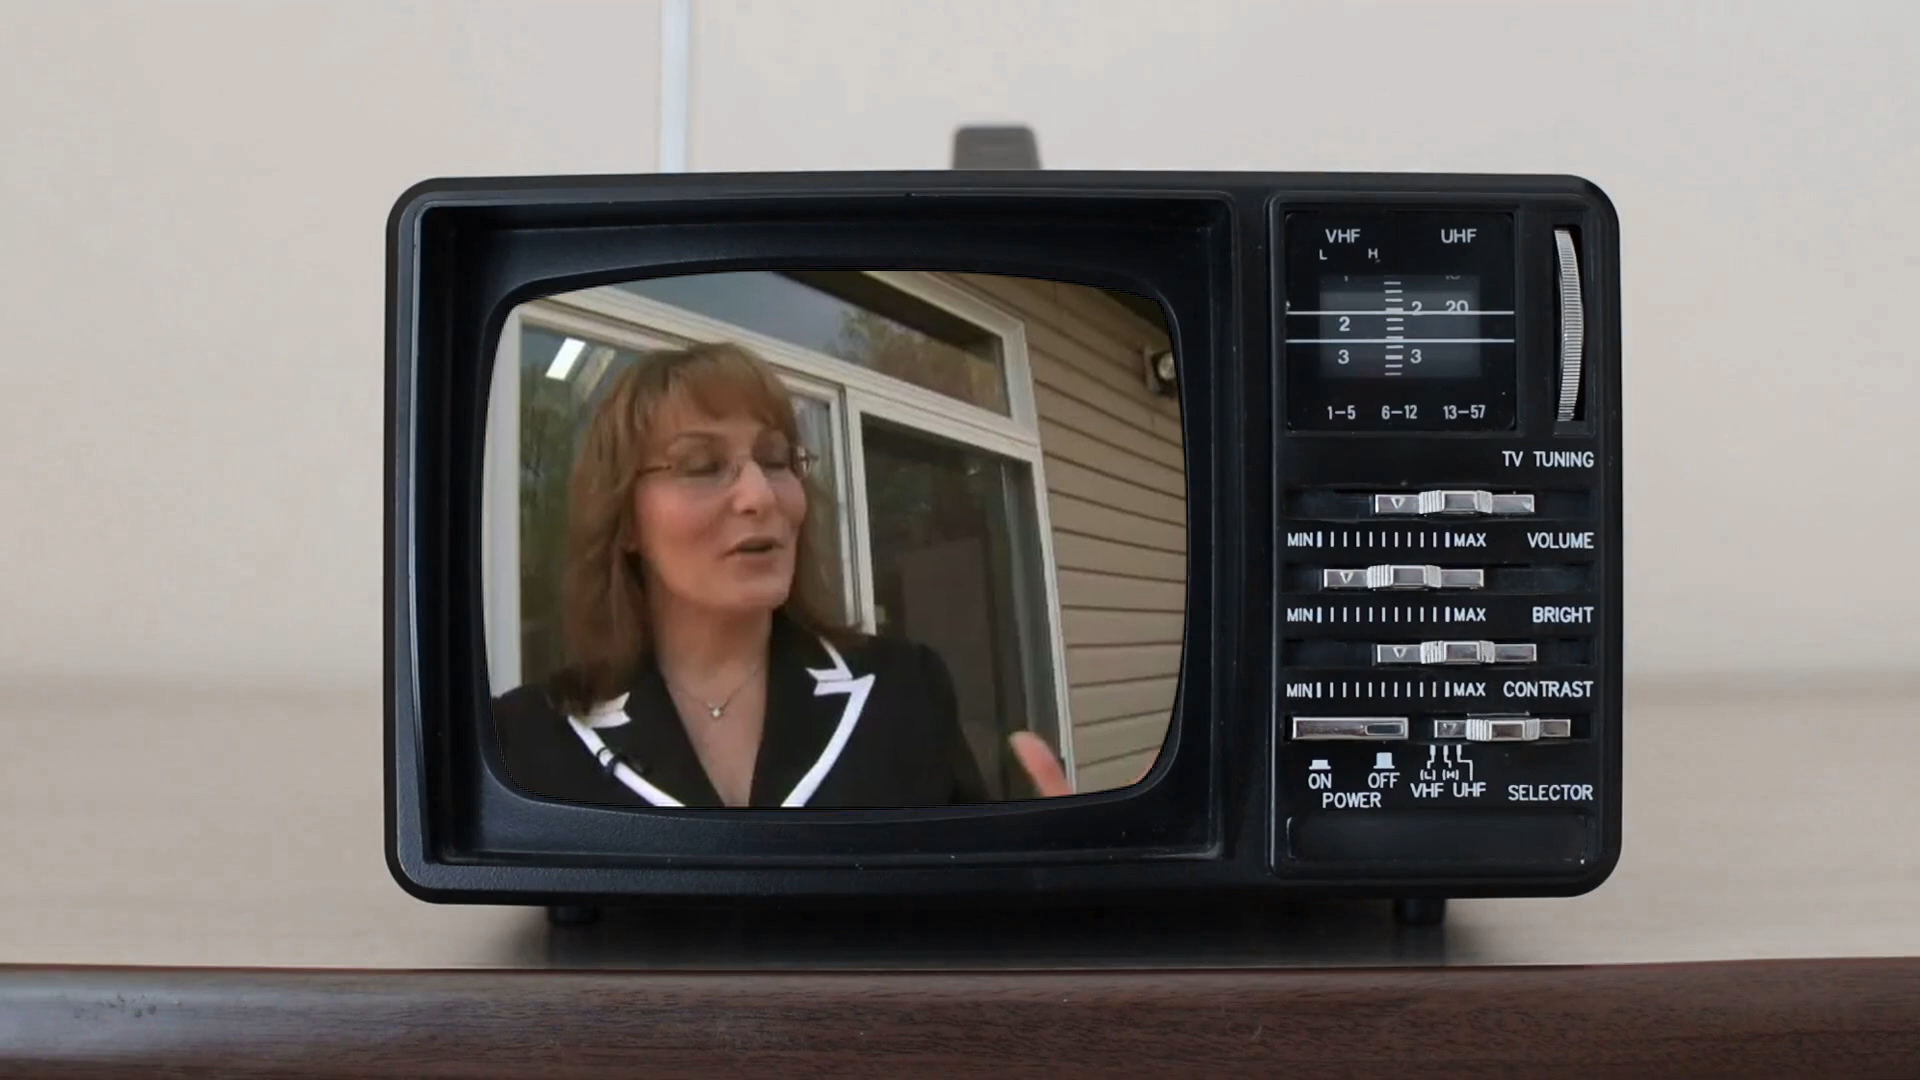 VHF UHF
L H
2 20
2
3 3
1-5 6-12 13-57
TV TUNING
MIN MAX VOLUME
MIN MAX BRIGHT
MIN MAX CONTRAST
ON OFF
POWER
(L) (H)
VHF UHF
SELECTOR